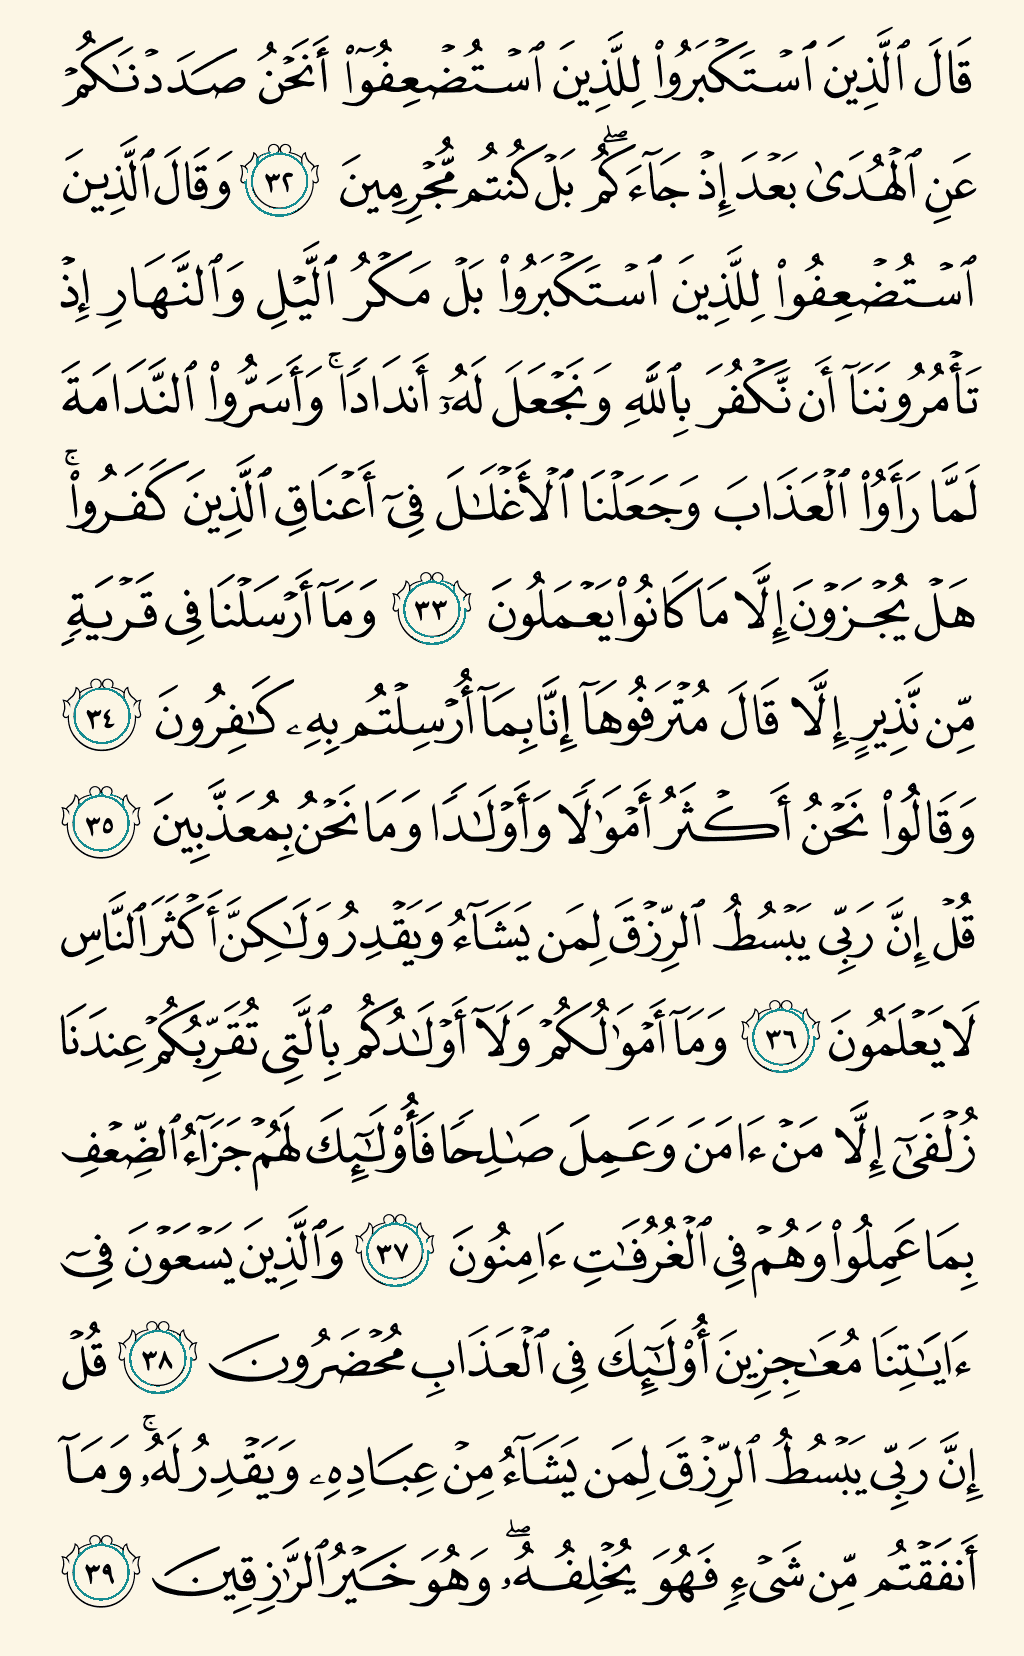 قَالَ ٱلَّذِينَ ٱسۡتَكۡبَرُواْ لِلَّذِينَ ٱسۡتُضۡعِفُوٓاْ أَنَحۡنُ صَدَدۡنَٰكُمۡ
عَنِ ٱلۡهُدَىٰ بَعۡدَ إِذۡ جَآءَكُمۖ بَلۡ كُنتُم مُّجۡرِمِينَ ٣٢ وَقَالَ ٱلَّذِينَ
ٱسۡتُضۡعِفُواْ لِلَّذِينَ ٱسۡتَكۡبَرُواْ بَلۡ مَكۡرُ ٱلَّيۡلِ وَٱلنَّهَارِ إِذۡ
تَأۡمُرُونَنَآ أَن نَّكۡفُرَ بِٱللَّهِ وَنَجۡعَلَ لَهُۥٓ أَندَادٗاۚ وَأَسَرُّواْ ٱلنَّدَامَةَ
لَمَّا رَأَوُاْ ٱلۡعَذَابَ وَجَعَلۡنَا ٱلۡأَغۡلَٰلَ فِيٓ أَعۡنَاقِ ٱلَّذِينَ كَفَرُواْۚ
هَلۡ يُجۡزَوۡنَ إِلَّا مَا كَانُواْ يَعۡمَلُونَ ٣٣ وَمَآ أَرۡسَلۡنَا فِي قَرۡيَةٖ
مِّن نَّذِيرٍ إِلَّا قَالَ مُتۡرَفُوهَآ إِنَّا بِمَآ أُرۡسِلۡتُم بِهِۦ كَٰفِرُونَ ٣٤
وَقَالُواْ نَحۡنُ أَكۡثَرُ أَمۡوَٰلٗا وَأَوۡلَٰدٗا وَمَا نَحۡنُ بِمُعَذَّبِينَ ٣٥
قُلۡ إِنَّ رَبِّي يَبۡسُطُ ٱلرِّزۡقَ لِمَن يَشَآءُ وَيَقۡدِرُ وَلَٰكِنَّ أَكۡثَرَ ٱلنَّاسِ
لَا يَعۡلَمُونَ ٣٦ وَمَآ أَمۡوَٰلُكُمۡ وَلَآ أَوۡلَٰدُكُم بِٱلَّتِي تُقَرِّبُكُمۡ عِندَنَا
زُلۡفَىٰٓ إِلَّا مَنۡ ءَامَنَ وَعَمِلَ صَٰلِحٗا فَأُوْلَٰٓئِكَ لَهُمۡ جَزَآءُ ٱلضِّعۡفِ
بِمَا عَمِلُواْ وَهُمۡ فِي ٱلۡغُرُفَٰتِ ءَامِنُونَ ٣٧ وَٱلَّذِينَ يَسۡعَوۡنَ فِيٓ
ءَايَٰتِنَا مُعَٰجِزِينَ أُوْلَٰٓئِكَ فِي ٱلۡعَذَابِ مُحۡضَرُونَ ٣٨ قُلۡ
إِنَّ رَبِّي يَبۡسُطُ ٱلرِّزۡقَ لِمَن يَشَآءُ مِنۡ عِبَادِهِۦ وَيَقۡدِرُ لَهُۥۚ وَمَآ
أَنفَقۡتُم مِّن شَيۡءٖ فَهُوَ يُخۡلِفُهُۥۖ وَهُوَ خَيۡرُ ٱلرَّٰزِقِينَ ٣٩